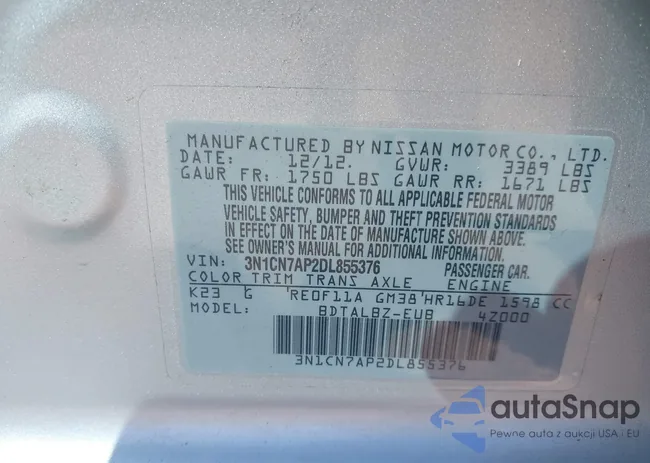 MANUFACTURED BY NISSAN MOTOR CO., LTD.
DATE: 12/12. GVWR: 3389 LBS
GAWR FR: 1750 LBS GAWR RR: 1671 LBS
THIS VEHICLE CONFORMS TO ALL APPLICABLE FEDERAL MOTOR
VEHICLE SAFETY, BUMPER AND THEFT PREVENTION STANDARDS
IN EFFECT ON THE DATE OF MANUFACTURE SHOWN ABOVE.
SEE OWNER'S MANUAL FOR ADDITIONAL INFORMATION.
VIN: 3N1CN7AP2DL855376 PASSENGER CAR.
COLOR TRIM TRANS AXLE ENGINE
K23 G RE0F11A GM38 HR16DE 1598 CC
MODEL: BDTALBZ-EUB 4Z000
3N1CN7AP2DL855376
autaSnap
Pewne auta z aukcji USA i EU